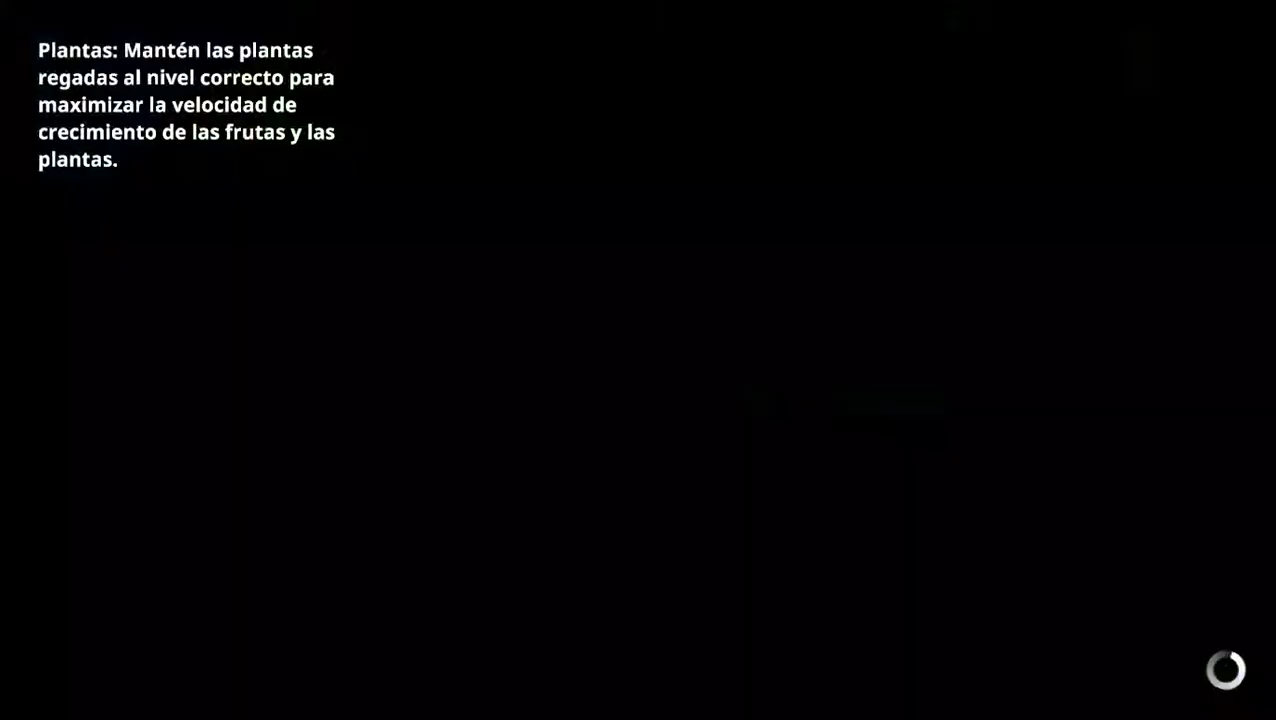 Plantas: Mantén las plantas
regadas al nivel correcto para
maximizar la velocidad de
crecimiento de las frutas y las
plantas.